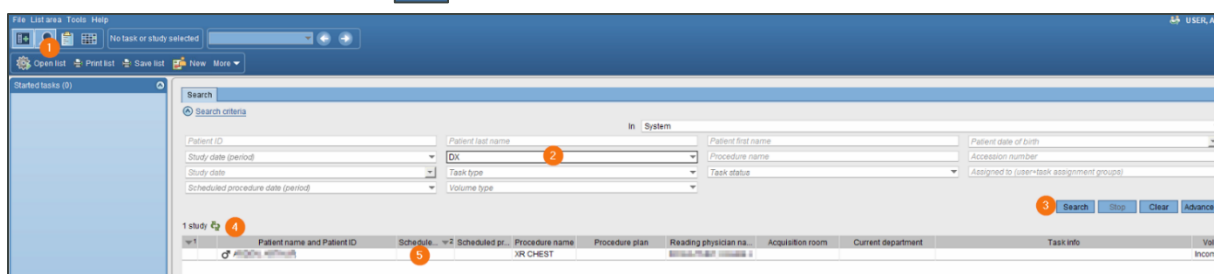 File List area Tools Help
USER, A
No task or study selected
1
Open list Print list Save list New More
Started tasks (0)
Search
Search criteria
In System
Patient ID Patient last name Patient first name Patient date of birth
Study date (period) DX 2 Procedure name Accession number
Study date Task type Task status Assigned to (user+task assignment groups)
Scheduled procedure date (period) Volume type
3 Search Stop Clear Advance
1 study 4
1 Patient name and Patient ID Schedule... 2 Scheduled pr... Procedure name Procedure plan Reading physician na... Acquisition room Current department Task info Vol
5 XR CHEST Incom